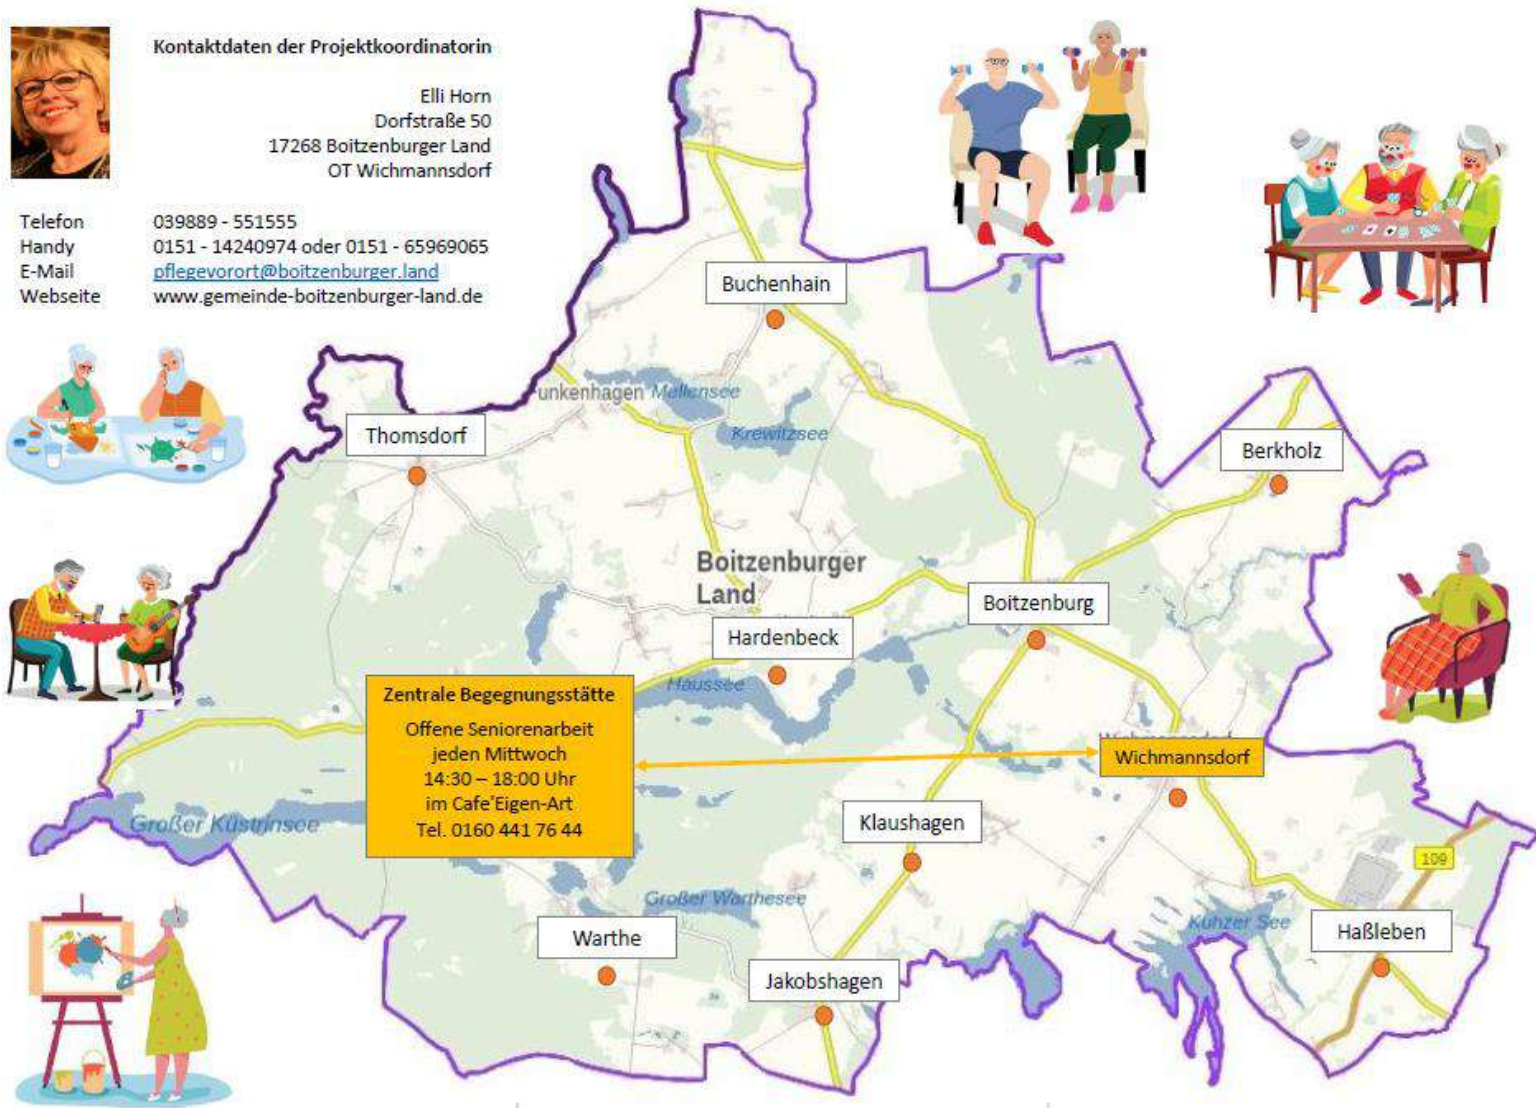 Kontaktdaten der Projektkoordinatorin
Elli Horn
Dorfstraße 50
17268 Boitzenburger Land
OT Wichmannsdorf
Telefon 039889 - 551555
Handy 0151 - 14240974 oder 0151 - 65969065
E-Mail pflegevorort@boitzenburger.land
Webseite www.gemeinde-boitzenburger-land.de
Buchenhain
unkenhagen Mellensee
Thomsdorf
Krewitzsee
Berkholz
Boitzenburger
Land
Boitzenburg
Hardenbeck
Haussee
Zentrale Begegnungsstätte
Offene Seniorenarbeit
jeden Mittwoch
14:30 – 18:00 Uhr
im Cafe'Eigen-Art
Tel. 0160 441 76 44
Wichmannsdorf
Großer Küstrinsee
Klaushagen
109
Großer Warthesee
Kuhzer See
Warthe
Haßleben
Jakobshagen